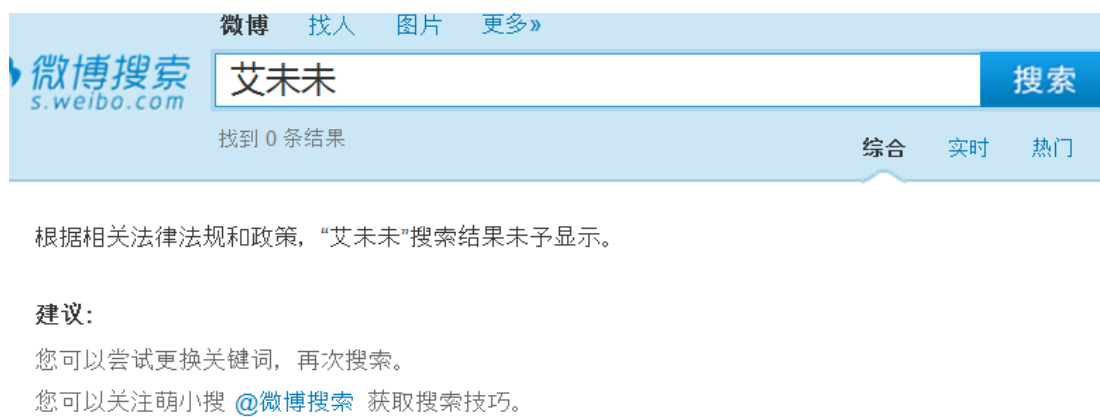 微博 找人 图片 更多»
微博搜索
s.weibo.com
艾未未
搜索
找到 0 条结果
综合 实时 热门
根据相关法律法规和政策, “艾未未”搜索结果未予显示。
建议:
您可以尝试更换关键词, 再次搜索。
您可以关注萌小搜 @微博搜索 获取搜索技巧。